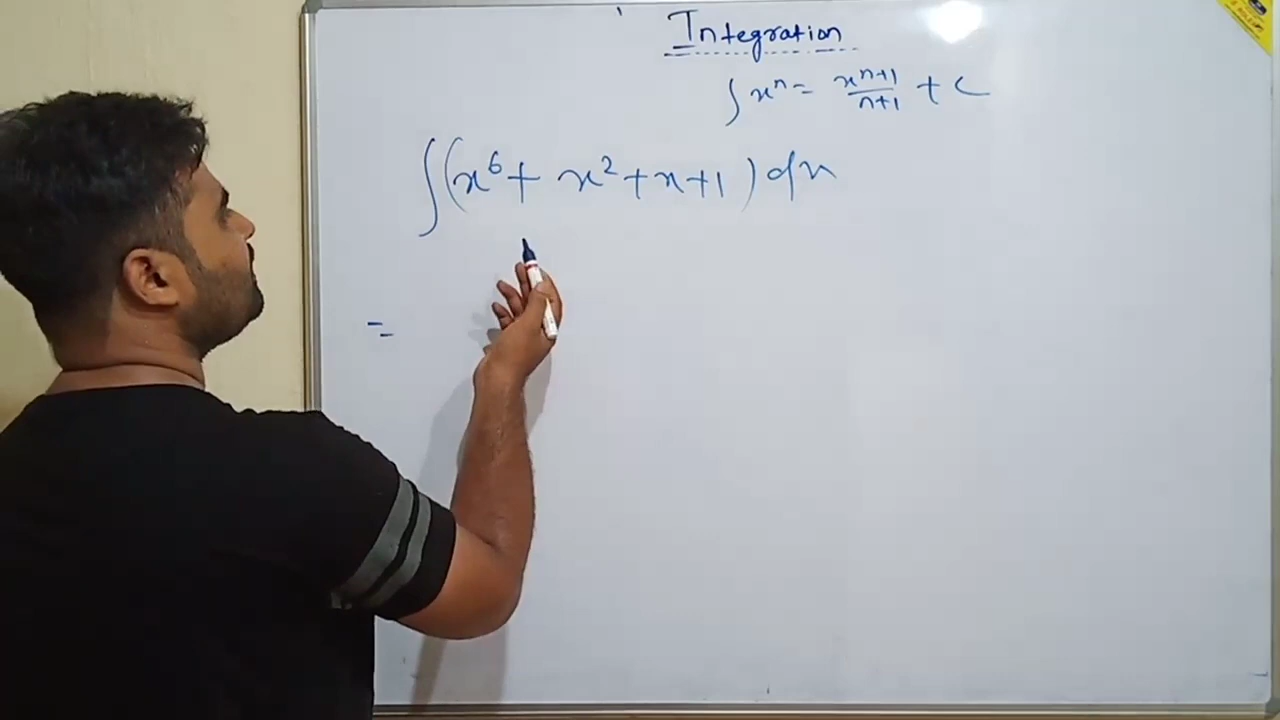 Integration
∫xⁿ = xⁿ⁺¹/n+1 + C
∫(x⁶ + x² + x + 1) dx
=